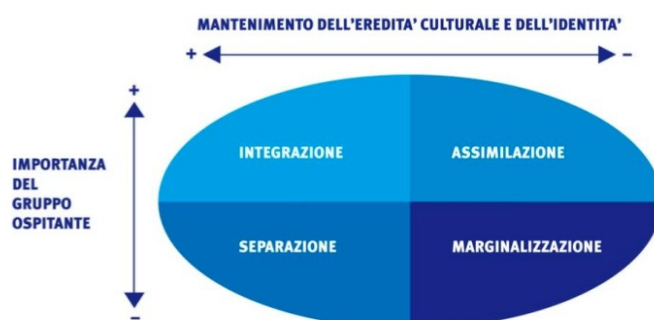 MANTENIMENTO DELL'EREDITA' CULTURALE E DELL'IDENTITA'
+ −
+
INTEGRAZIONE
ASSIMILAZIONE
IMPORTANZA
DEL
GRUPPO
OSPITANTE
SEPARAZIONE
MARGINALIZZAZIONE
−